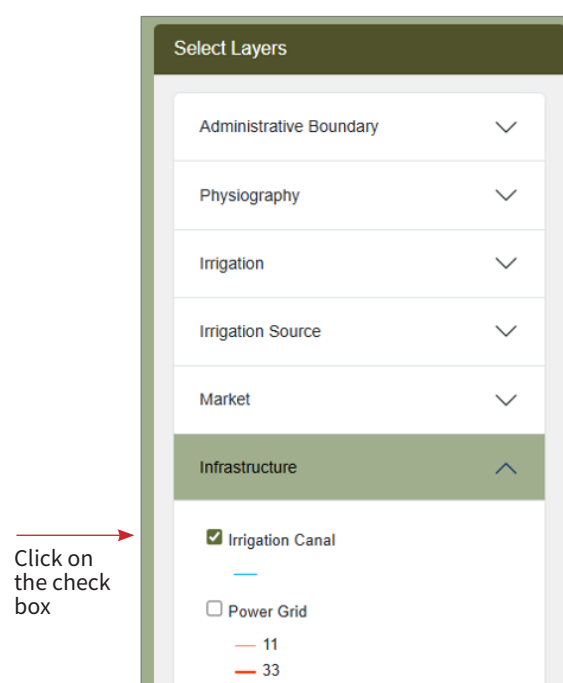 Select Layers
Administrative Boundary
Physiography
Irrigation
Irrigation Source
Market
Infrastructure
Irrigation Canal
Click on
the check
box
Power Grid
11
33